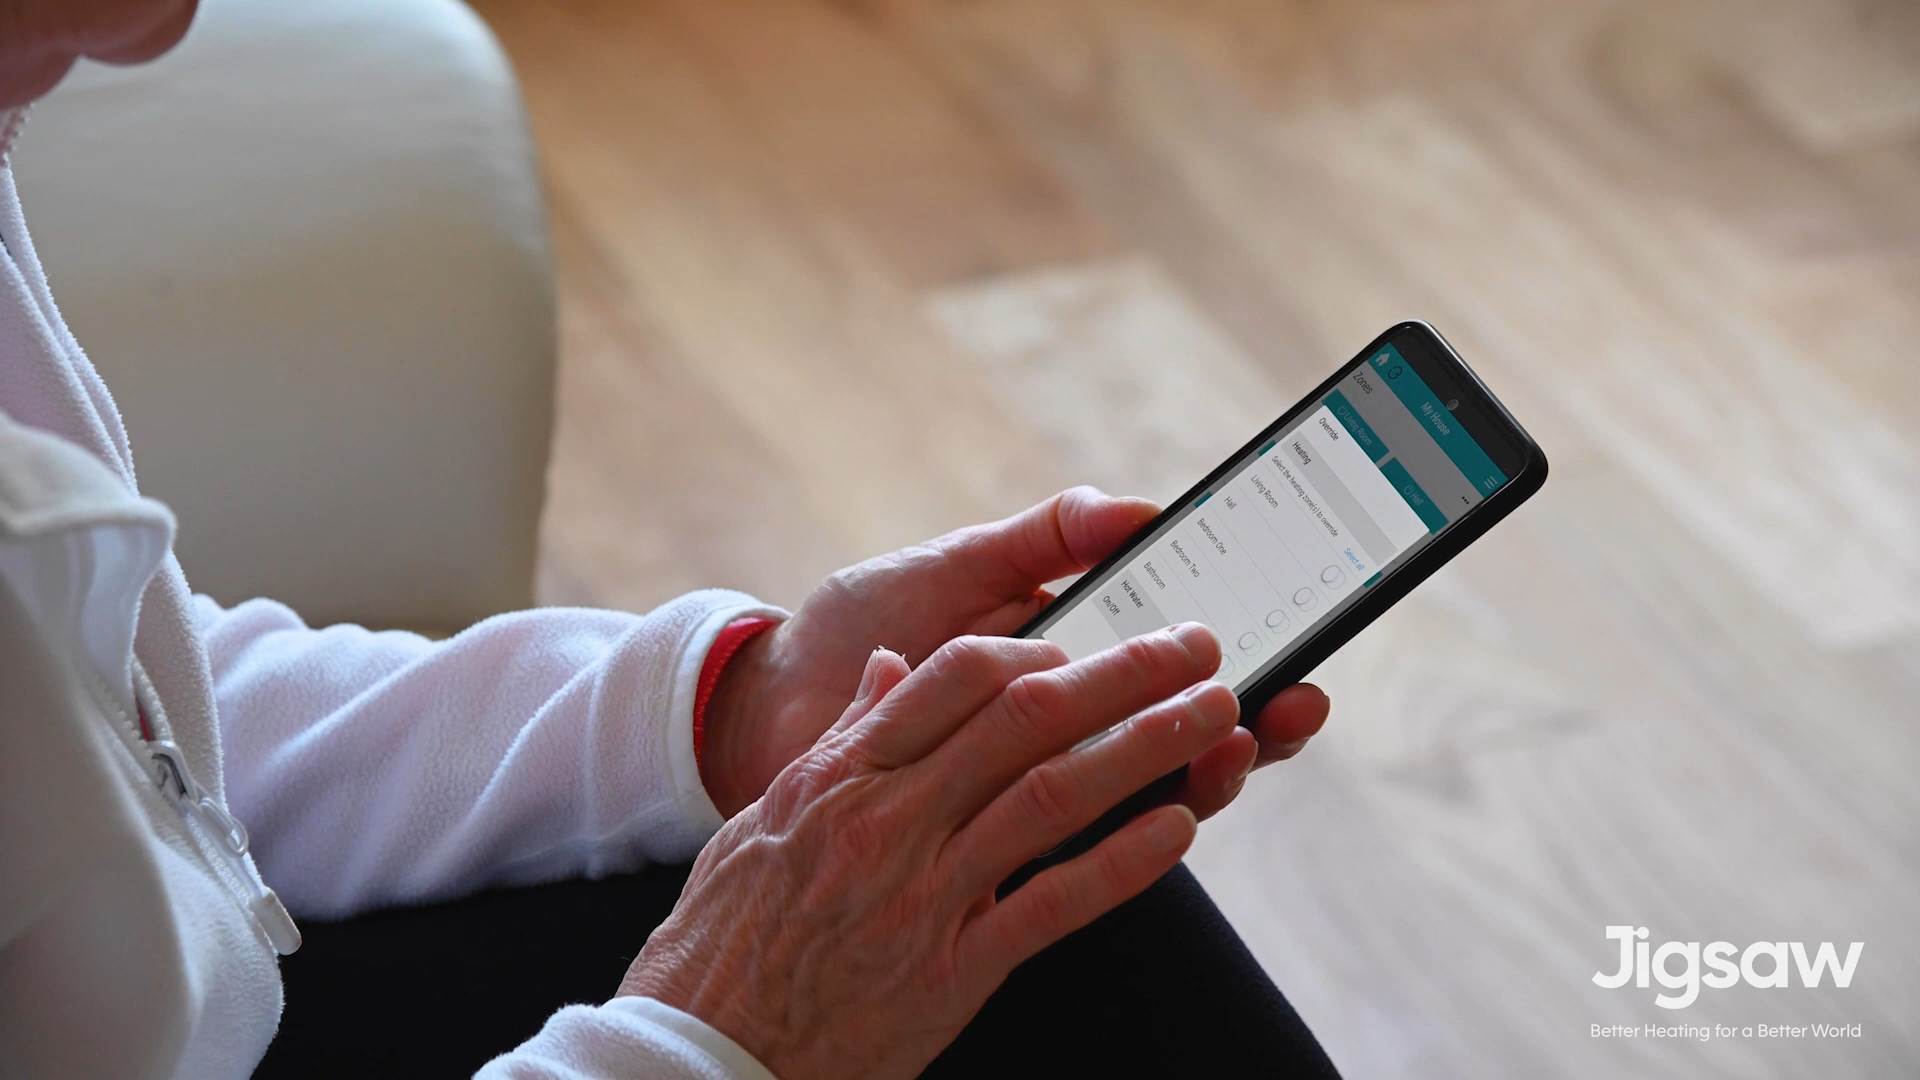 My House
Zones
Living Room
Hall
Override
Heating
Select the heating zone(s) to override
Select all
Living Room
Hall
Bedroom One
Bedroom Two
Bathroom
Hot Water
On/Off
Jigsaw
Better Heating for a Better World